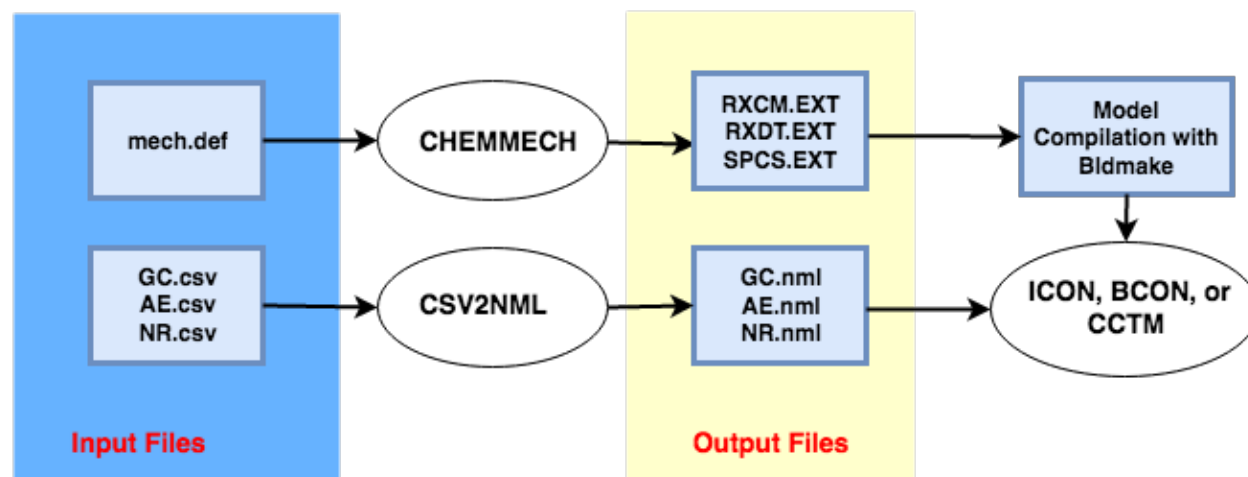 mech.def
CHEMMECH
RXCM.EXT
RXDT.EXT
SPCS.EXT
Model
Compilation with
Bldmake
GC.csv
AE.csv
NR.csv
CSV2NML
GC.nml
AE.nml
NR.nml
ICON, BCON, or
CCTM
Input Files
Output Files